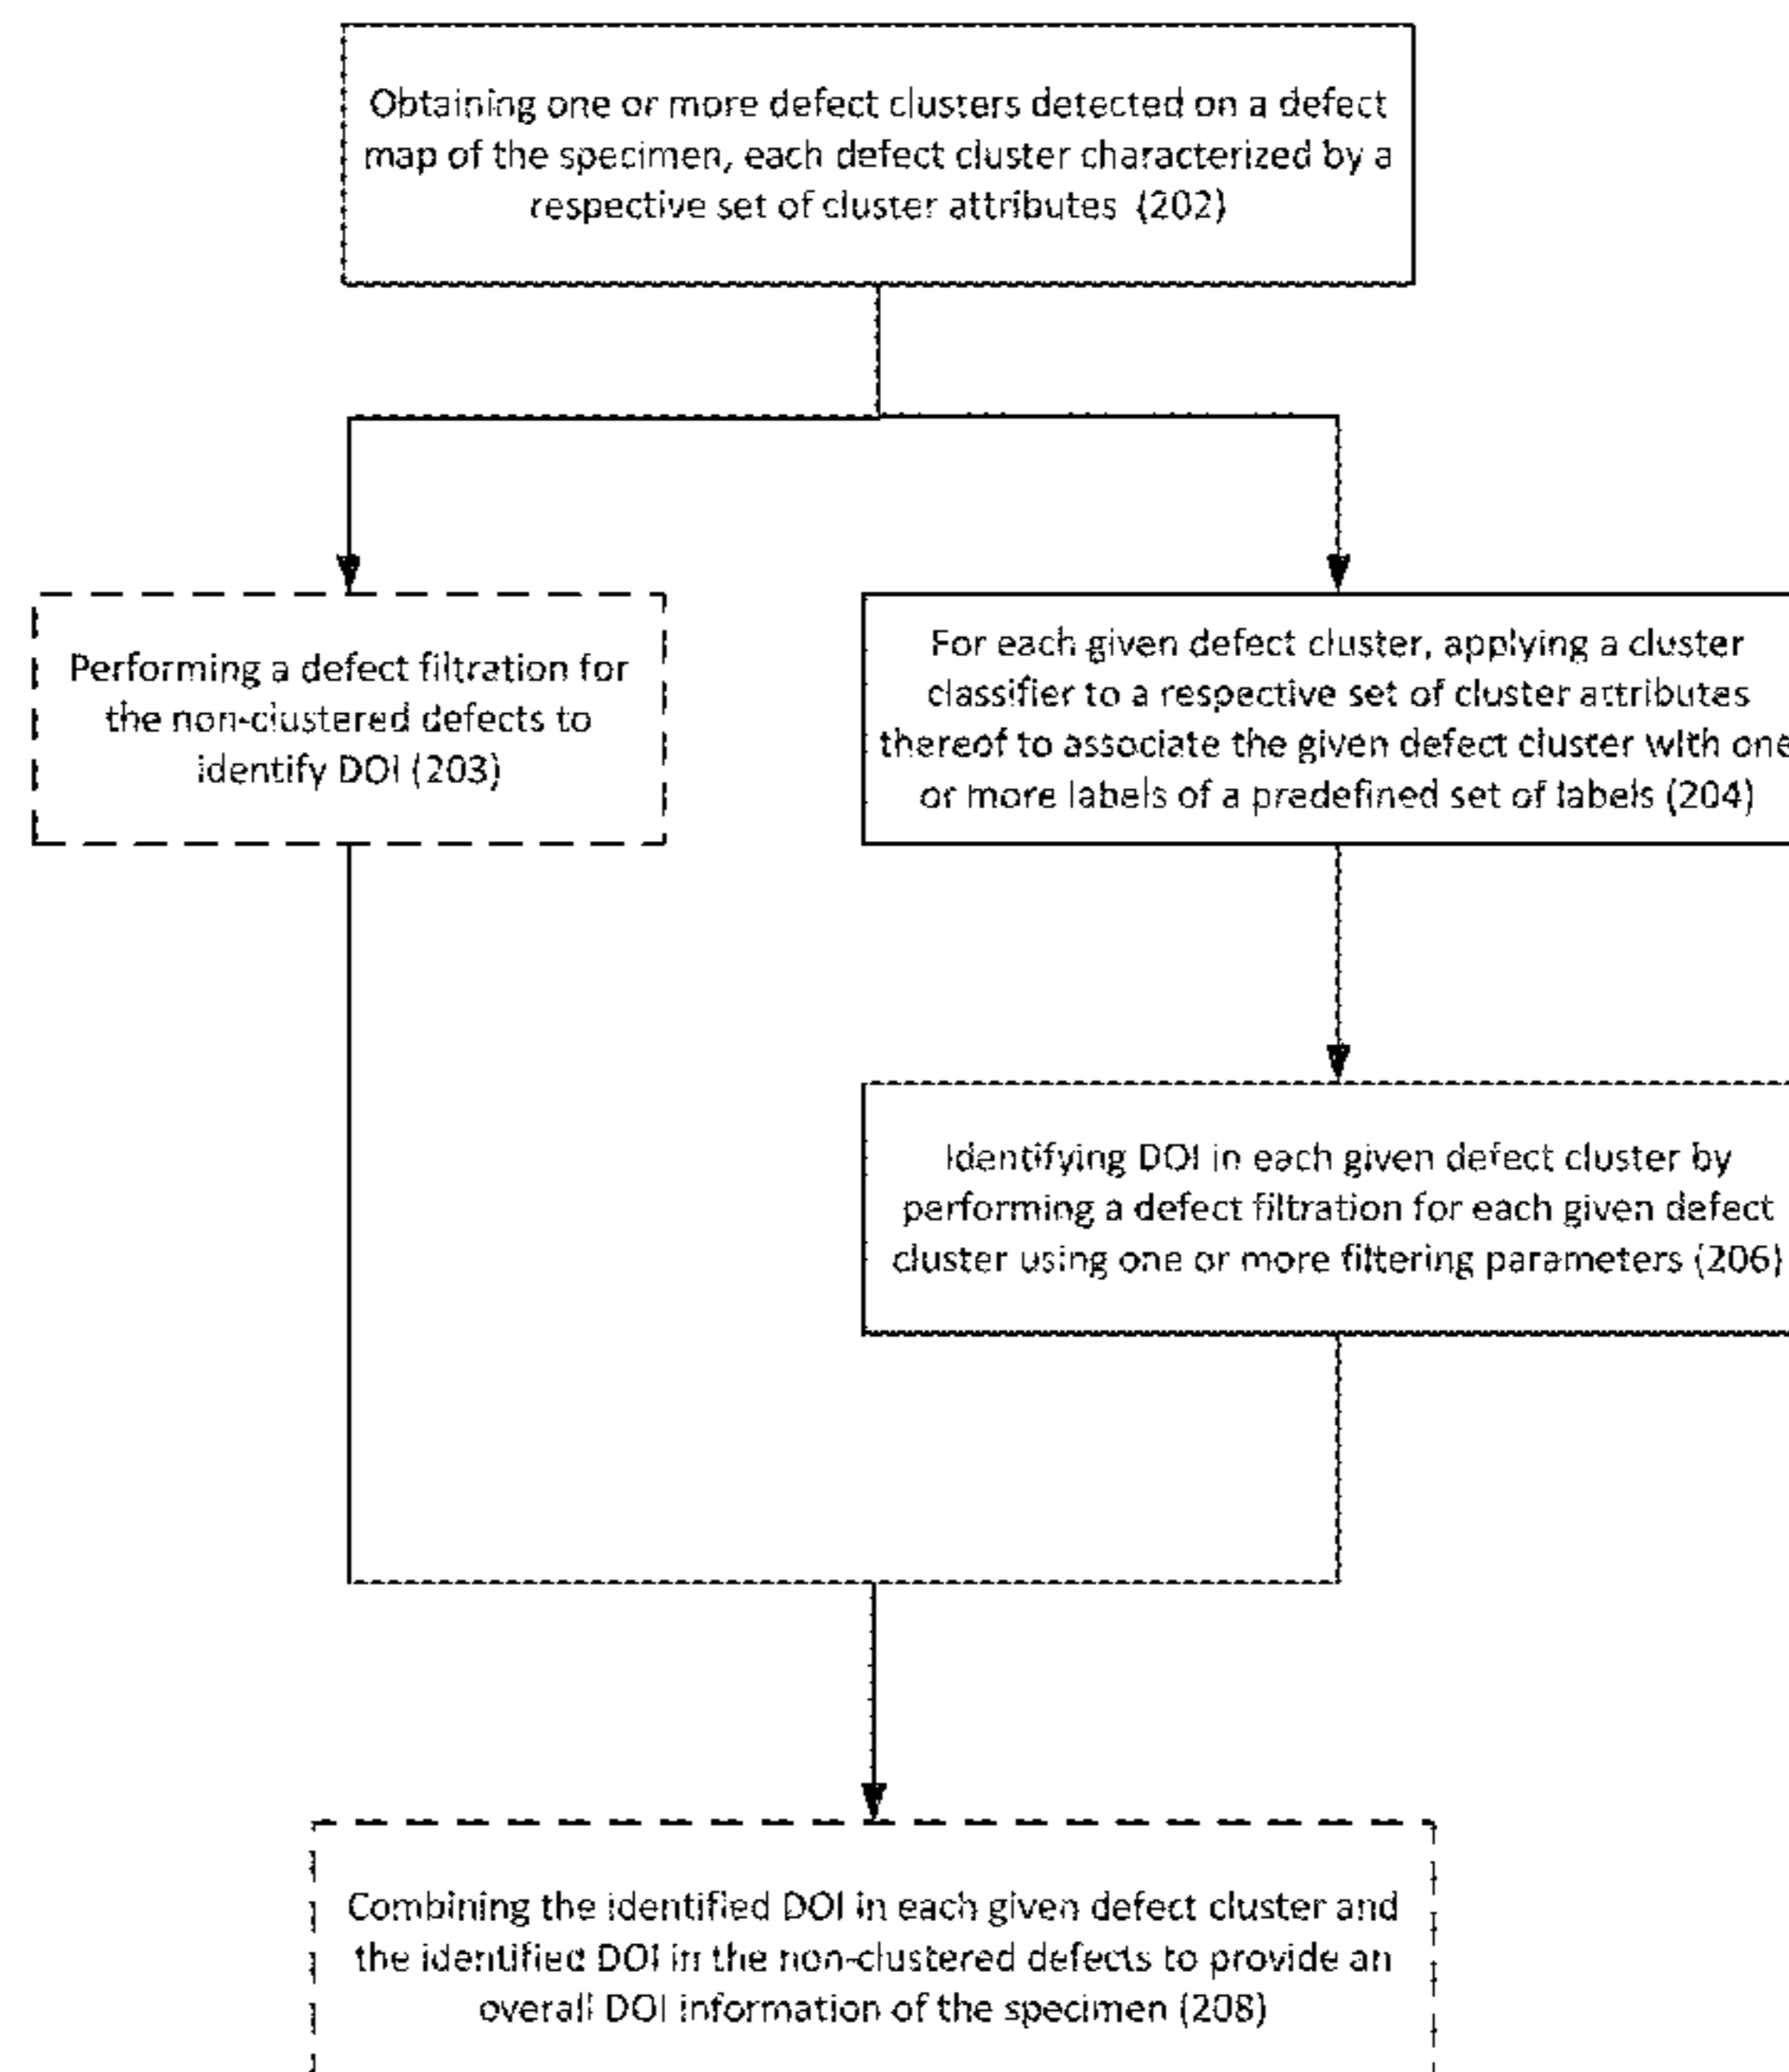 Obtaining one or more defect clusters detected on a defect
map of the specimen, each defect cluster characterized by a
respective set of cluster attributes (202)
Performing a defect filtration for
the non-clustered defects to
identify DOI (203)
For each given defect cluster, applying a cluster
classifier to a respective set of cluster attributes
thereof to associate the given defect cluster with one
or more labels of a predefined set of labels (204)
Identifying DOI in each given defect cluster by
performing a defect filtration for each given defect
cluster using one or more filtering parameters (206)
Combining the identified DOI in each given defect cluster and
the identified DOI in the non-clustered defects to provide an
overall DOI information of the specimen (208)